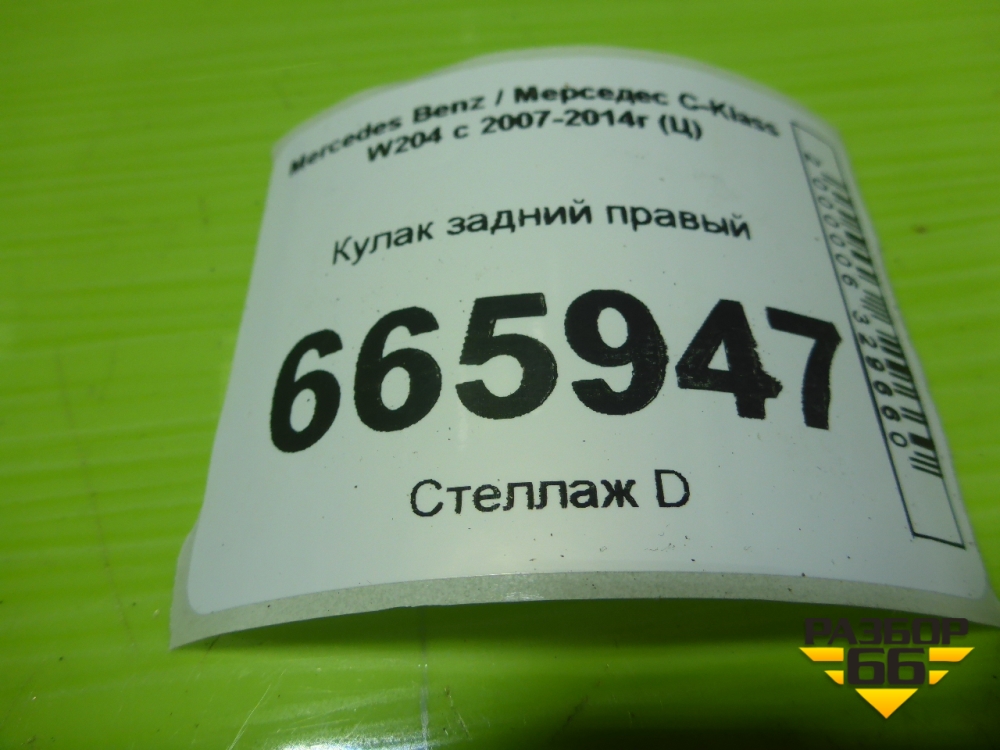 Mercedes Benz / Мерседес C-Klass
W204 с 2007-2014г (Ц)
Кулак задний правый
665947
Стеллаж D
РАЗБОР
66